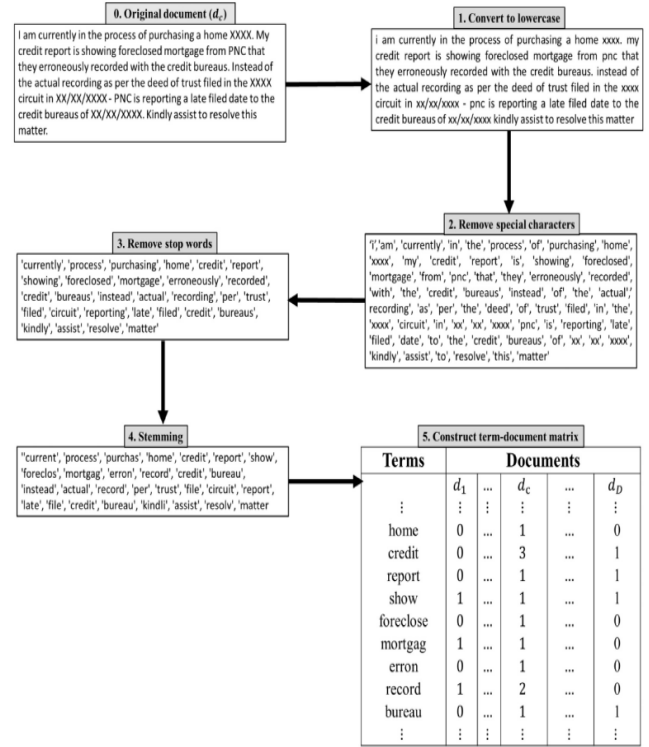 0. Original document (dc)
I am currently in the process of purchasing a home XXXX. My
credit report is showing foreclosed mortgage from PNC that
they erroneously recorded with the credit bureaus. Instead of
the actual recording as per the deed of trust filed in the XXXX
circuit in XX/XX/XXXX - PNC is reporting a late filed date to the
credit bureaus of XX/XX/XXXX. Kindly assist to resolve this
matter.
1. Convert to lowercase
i am currently in the process of purchasing a home xxxx. my
credit report is showing foreclosed mortgage from pnc that
they erroneously recorded with the credit bureaus. instead of
the actual recording as per the deed of trust filed in the xxxx
circuit in xx/xx/xxxx - pnc is reporting a late filed date to the
credit bureaus of xx/xx/xxxx kindly assist to resolve this matter
2. Remove special characters
'i','am', 'currently', 'in', 'the', 'process', 'of', 'purchasing', 'home',
'xxxx', 'my', 'credit', 'report', 'is', 'showing', 'foreclosed',
'mortgage', 'from', 'pnc', 'that', 'they', 'erroneously', 'recorded',
'with', 'the', 'credit', 'bureaus', 'instead', 'of', 'the', 'actual',
recording', 'as', 'per', 'the', 'deed', 'of', 'trust', 'filed', 'in', 'the',
'xxxx', 'circuit', 'in', 'xx', 'xx', 'xxxx', 'pnc', 'is', 'reporting', 'late',
'filed', 'date', 'to', 'the', 'credit', 'bureaus', 'of', 'xx', 'xx', 'xxxx',
'kindly', 'assist', 'to', 'resolve', 'this', 'matter'
3. Remove stop words
'currently', 'process', 'purchasing', 'home', 'credit', 'report',
'showing', 'foreclosed', 'mortgage', 'erroneously', 'recorded',
'credit', 'bureaus', 'instead', 'actual', 'recording', 'per', 'trust',
'filed', 'circuit', 'reporting', 'late', 'filed', 'credit', 'bureaus',
'kindly', 'assist', 'resolve', 'matter'
4. Stemming
"current', 'process', 'purchas', 'home', 'credit', 'report', 'show',
'foreclos', 'mortgag', 'erron', 'record', 'credit', 'bureau',
'instead', 'actual', 'record', 'per', 'trust', 'file', 'circuit', 'report',
'late', 'file', 'credit', 'bureau', 'kindli', 'assist', 'resolv', 'matter
5. Construct term-document matrix
Terms Documents
d1 ... dc ... dD
⋮ ⋮ ⋮ ⋮ ⋮ ⋮
home 0 ... 1 ... 0
credit 0 ... 3 ... 1
report 0 ... 1 ... 1
show 1 ... 1 ... 1
foreclose 0 ... 1 ... 0
mortgag 1 ... 1 ... 0
erron 0 ... 1 ... 0
record 1 ... 2 ... 0
bureau 0 ... 1 ... 1
⋮ ⋮ ⋮ ⋮ ⋮ ⋮